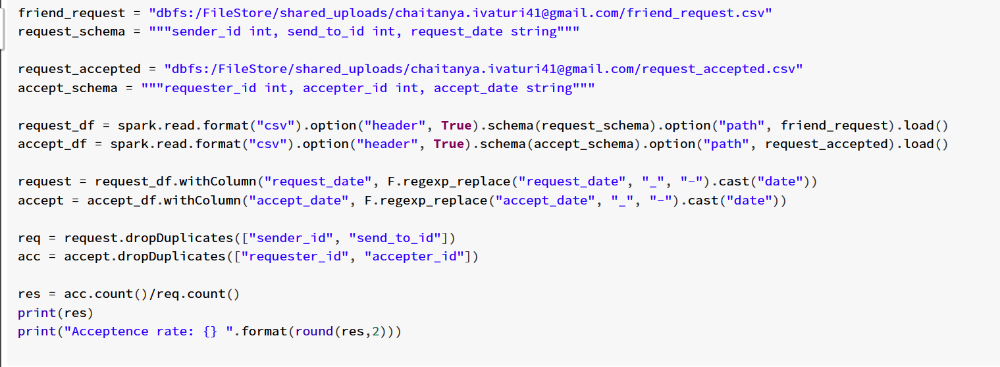 friend_request = "dbfs:/FileStore/shared_uploads/chaitanya.ivaturi41@gmail.com/friend_request.csv"
request_schema = """sender_id int, send_to_id int, request_date string"""
request_accepted = "dbfs:/FileStore/shared_uploads/chaitanya.ivaturi41@gmail.com/request_accepted.csv"
accept_schema = """requester_id int, accepter_id int, accept_date string"""
request_df = spark.read.format("csv").option("header", True).schema(request_schema).option("path", friend_request).load()
accept_df = spark.read.format("csv").option("header", True).schema(accept_schema).option("path", request_accepted).load()
request = request_df.withColumn("request_date", F.regexp_replace("request_date", "_", "-").cast("date"))
accept = accept_df.withColumn("accept_date", F.regexp_replace("accept_date", "_", "-").cast("date"))
req = request.dropDuplicates(["sender_id", "send_to_id"])
acc = accept.dropDuplicates(["requester_id", "accepter_id"])
res = acc.count()/req.count()
print(res)
print("Acceptence rate: {} ".format(round(res,2)))